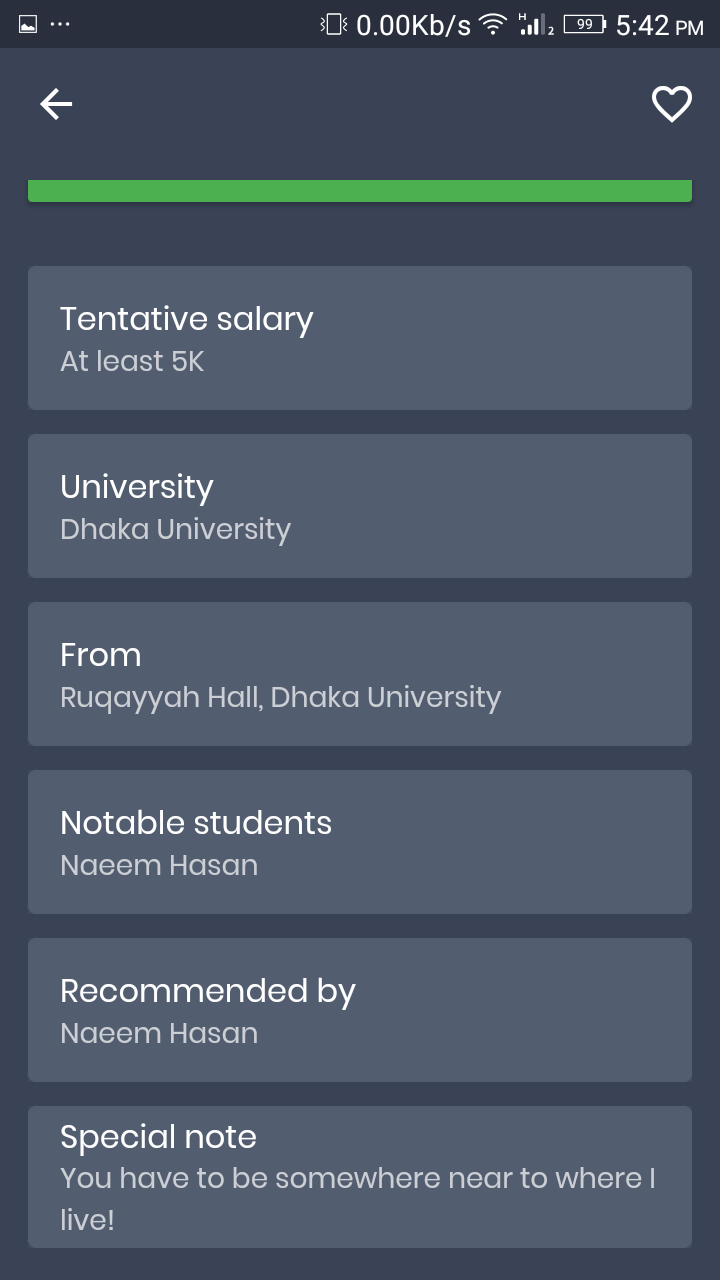 0.00Kb/s H 2 99 5:42 PM
Tentative salary
At least 5K
University
Dhaka University
From
Ruqayyah Hall, Dhaka University
Notable students
Naeem Hasan
Recommended by
Naeem Hasan
Special note
You have to be somewhere near to where I
live!